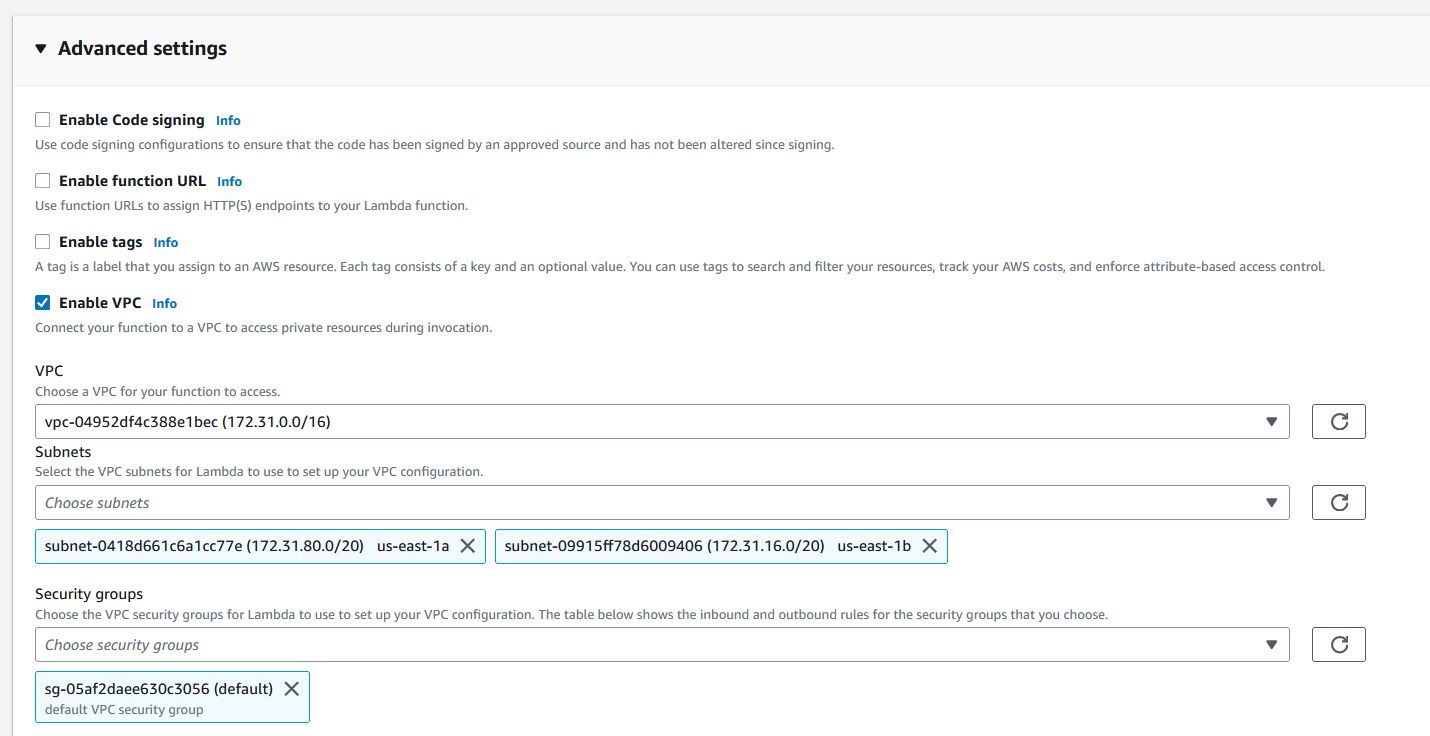 Advanced settings
Enable Code signing Info
Use code signing configurations to ensure that the code has been signed by an approved source and has not been altered since signing.
Enable function URL Info
Use function URLs to assign HTTP(S) endpoints to your Lambda function.
Enable tags Info
A tag is a label that you assign to an AWS resource. Each tag consists of a key and an optional value. You can use tags to search and filter your resources, track your AWS costs, and enforce attribute-based access control.
Enable VPC Info
Connect your function to a VPC to access private resources during invocation.
VPC
Choose a VPC for your function to access.
vpc-04952df4c388e1bec (172.31.0.0/16)
Subnets
Select the VPC subnets for Lambda to use to set up your VPC configuration.
Choose subnets
subnet-0418d661c6a1cc77e (172.31.80.0/20) us-east-1a subnet-09915ff78d6009406 (172.31.16.0/20) us-east-1b
Security groups
Choose the VPC security groups for Lambda to use to set up your VPC configuration. The table below shows the inbound and outbound rules for the security groups that you choose.
Choose security groups
sg-05af2daee630c3056 (default)
default VPC security group